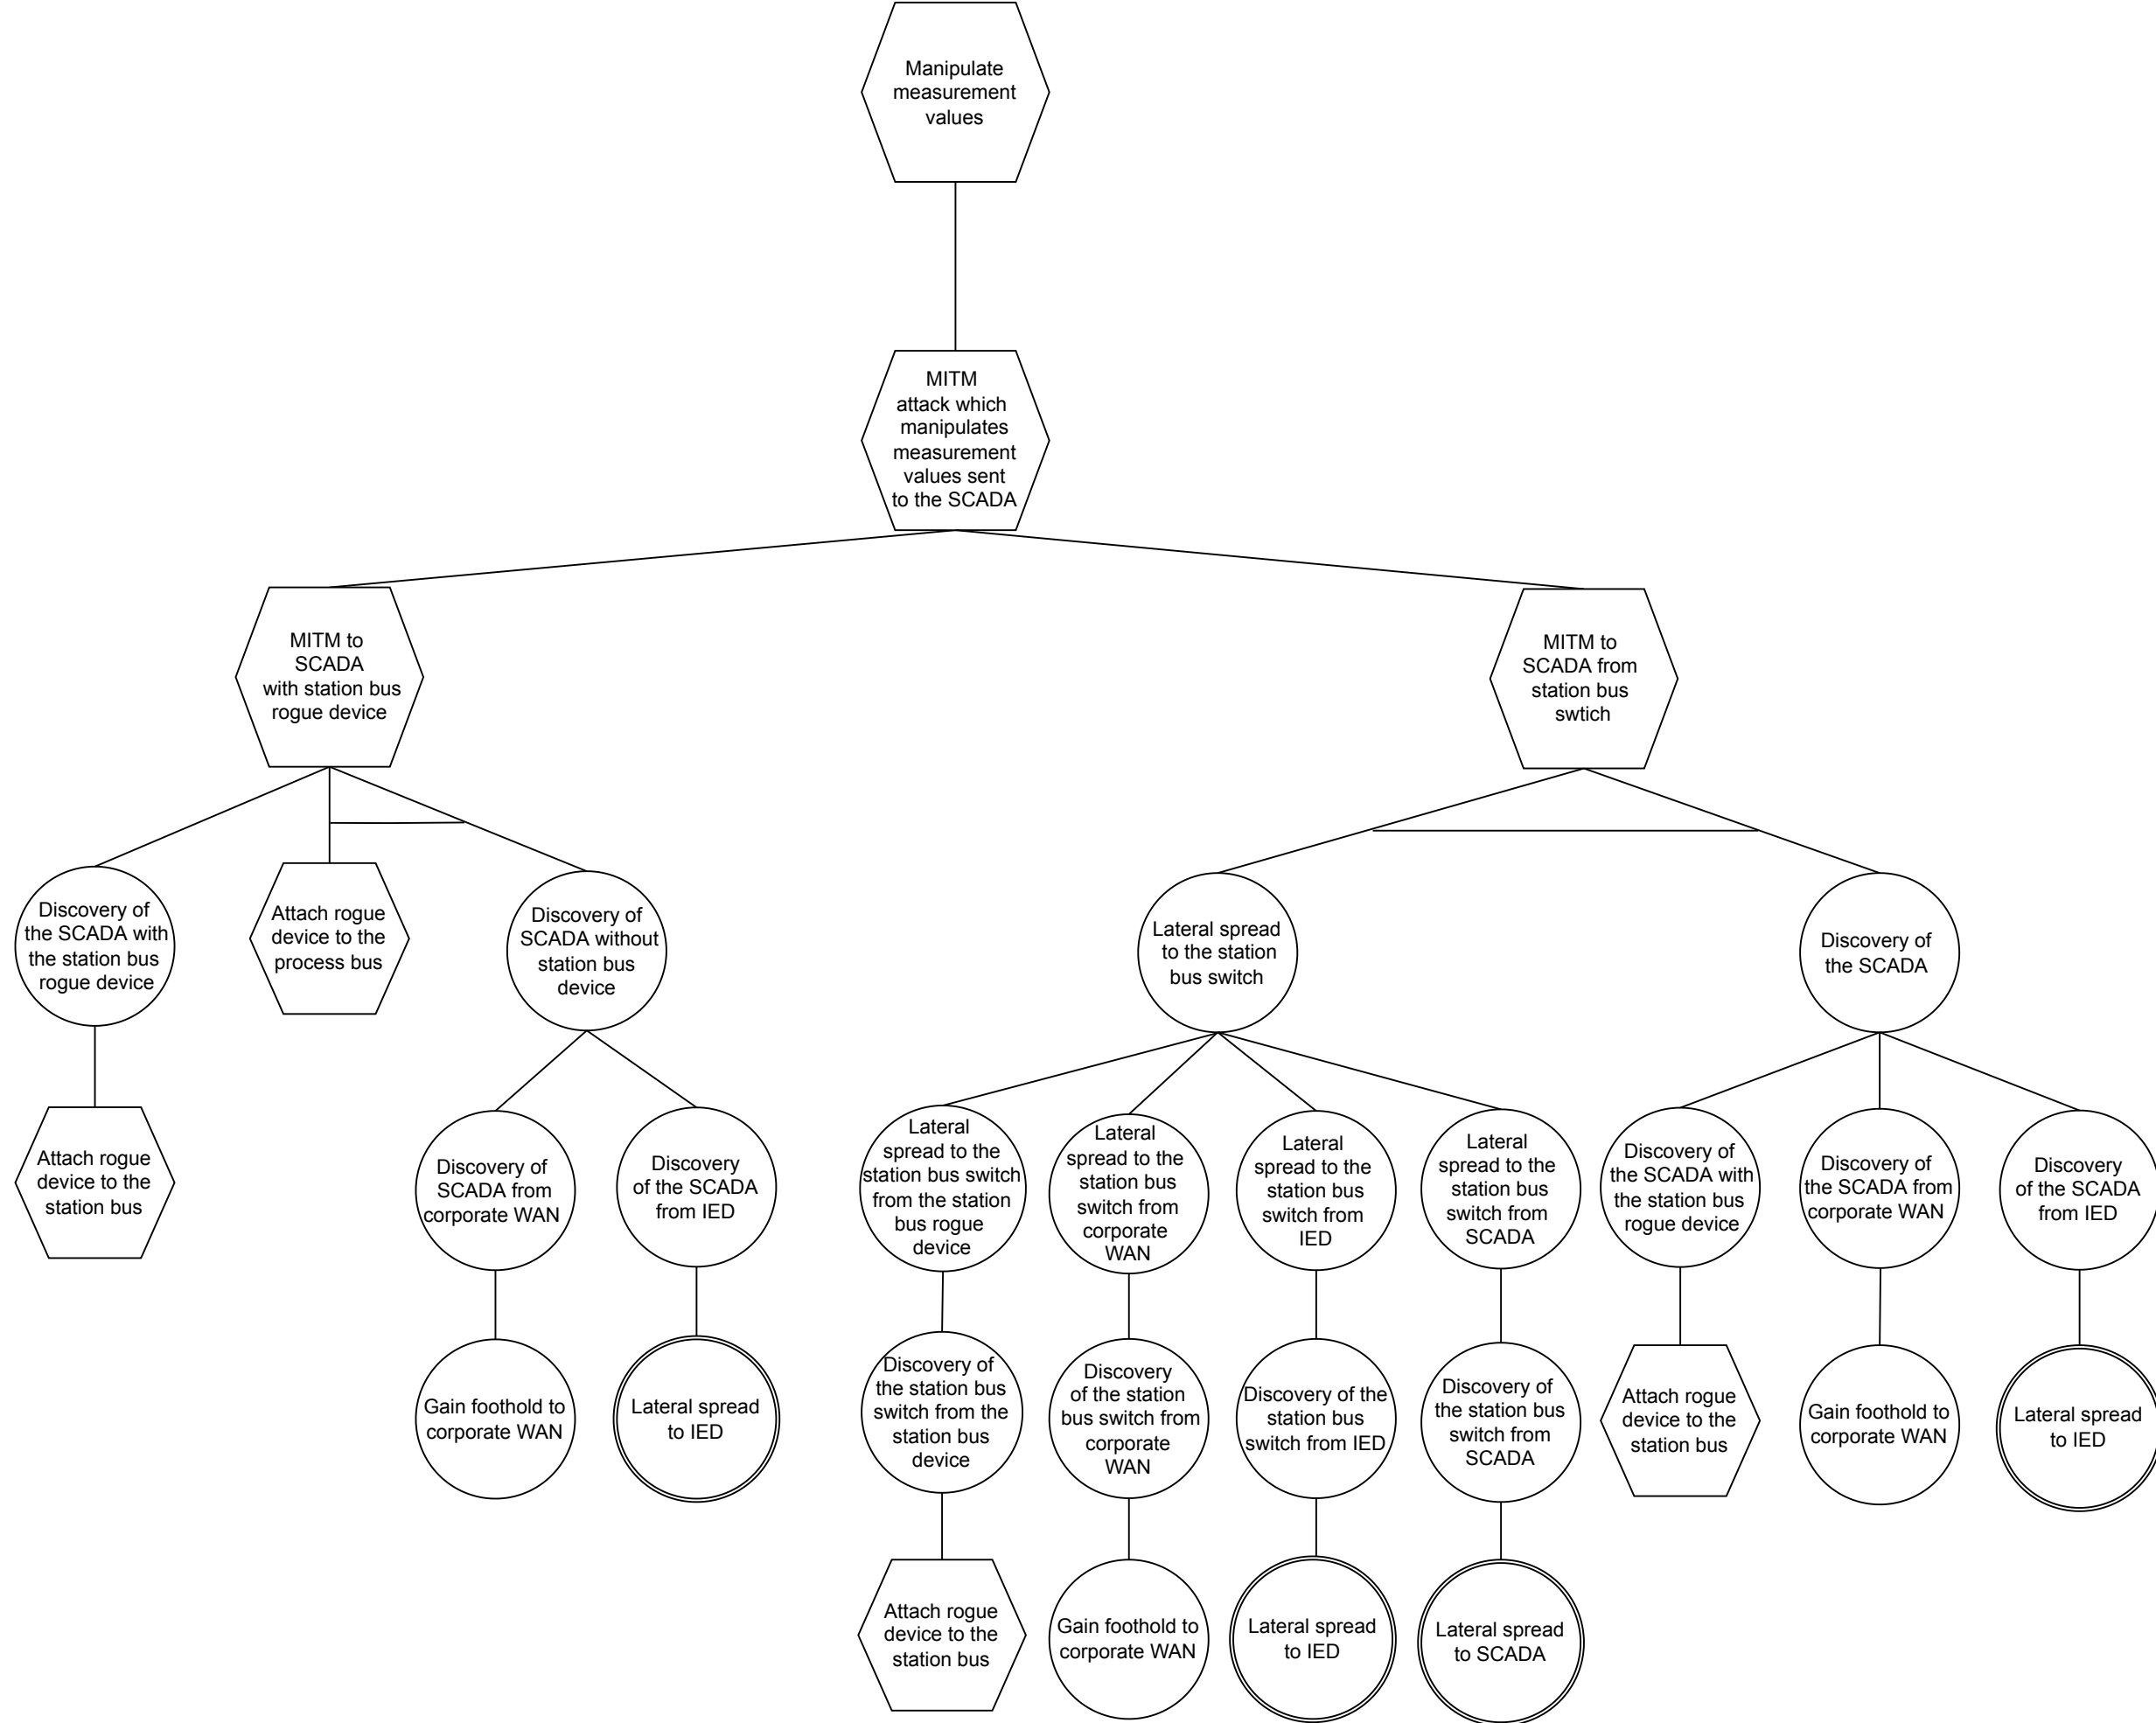 Manipulate
measurement
values
MITM
attack which
manipulates
measurement
values sent
to the SCADA
MITM to
SCADA
with station bus
rogue device
MITM to
SCADA from
station bus
swtich
Discovery of
the SCADA with
the station bus
rogue device
Attach rogue
device to the
process bus
Discovery of
SCADA without
station bus
device
Lateral spread
to the station
bus switch
Discovery of
the SCADA
Attach rogue
device to the
station bus
Discovery of
SCADA from
corporate WAN
Discovery
of the SCADA
from IED
Lateral
spread to the
station bus switch
from the station
bus rogue
device
Lateral
spread to the
station bus
switch from
corporate
WAN
Lateral
spread to the
station bus
switch from
IED
Lateral
spread to the
station bus
switch from
SCADA
Discovery of
the SCADA with
the station bus
rogue device
Discovery of
the SCADA from
corporate WAN
Discovery
of the SCADA
from IED
Gain foothold to
corporate WAN
Lateral spread
to IED
Discovery of
the station bus
switch from the
station bus
device
Discovery
of the station
bus switch from
corporate
WAN
Discovery of the
station bus
switch from IED
Discovery of
the station bus
switch from
SCADA
Attach rogue
device to the
station bus
Gain foothold to
corporate WAN
Lateral spread
to IED
Attach rogue
device to the
station bus
Gain foothold to
corporate WAN
Lateral spread
to IED
Lateral spread
to SCADA